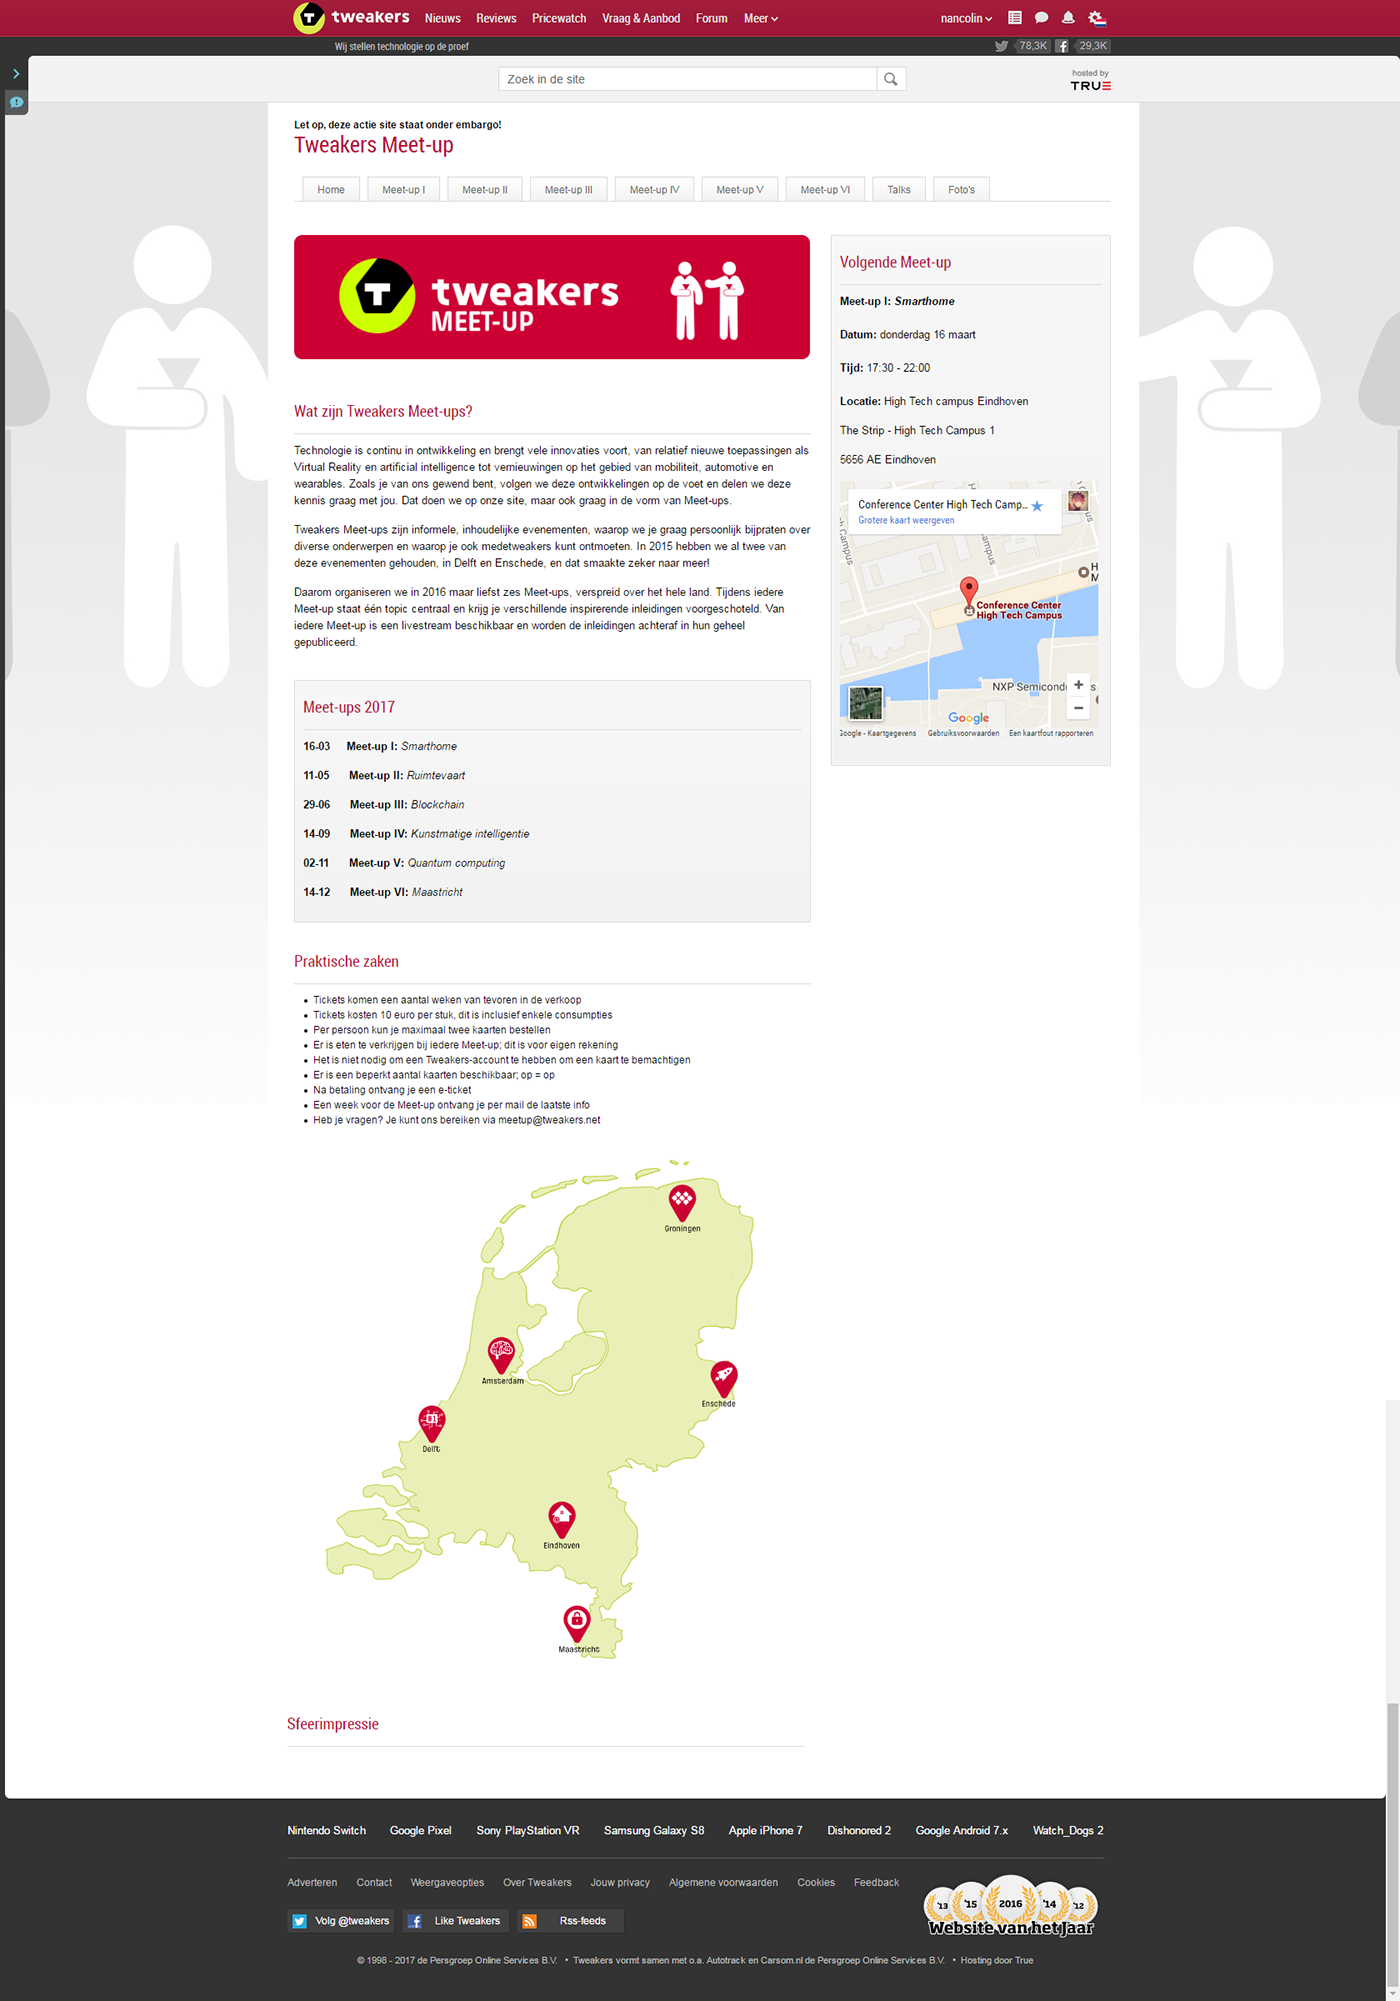 tweakers Nieuws Reviews Pricewatch Vraag & Aanbod Forum Meer nancolin
Wij stellen technologie op de proef 78,3K 29,3K
Zoek in de site
hosted by
TRUE
Let op, deze actie site staat onder embargo!
Tweakers Meet-up
Home Meet-up I Meet-up II Meet-up III Meet-up IV Meet-up V Meet-up VI Talks Foto's
tweakers
MEET-UP
Wat zijn Tweakers Meet-ups?
Technologie is continu in ontwikkeling en brengt vele innovaties voort, van relatief nieuwe toepassingen als
Virtual Reality en artificial intelligence tot vernieuwingen op het gebied van mobiliteit, automotive en
wearables. Zoals je van ons gewend bent, volgen we deze ontwikkelingen op de voet en delen we deze
kennis graag met jou. Dat doen we op onze site, maar ook graag in de vorm van Meet-ups.
Tweakers Meet-ups zijn informele, inhoudelijke evenementen, waarop we je graag persoonlijk bijpraten over
diverse onderwerpen en waarop je ook medetweakers kunt ontmoeten. In 2015 hebben we al twee van
deze evenementen gehouden, in Delft en Enschede, en dat smaakte zeker naar meer!
Daarom organiseren we in 2016 maar liefst zes Meet-ups, verspreid over het hele land. Tijdens iedere
Meet-up staat één topic centraal en krijg je verschillende inspirerende inleidingen voorgeschoteld. Van
iedere Meet-up is een livestream beschikbaar en worden de inleidingen achteraf in hun geheel
gepubliceerd.
Meet-ups 2017
16-03 Meet-up I: Smarthome
11-05 Meet-up II: Ruimtevaart
29-06 Meet-up III: Blockchain
14-09 Meet-up IV: Kunstmatige intelligentie
02-11 Meet-up V: Quantum computing
14-12 Meet-up VI: Maastricht
Volgende Meet-up
Meet-up I: Smarthome
Datum: donderdag 16 maart
Tijd: 17:30 - 22:00
Locatie: High Tech campus Eindhoven
The Strip - High Tech Campus 1
5656 AE Eindhoven
Conference Center High Tech Camp...
Grotere kaart weergeven
Campus
Campus
Conference Center
High Tech Campus
NXP Semicond
Google
Google - Kaartgegevens Gebruiksvoorwaarden Een kaartfout rapporteren
Praktische zaken
• Tickets komen een aantal weken van tevoren in de verkoop
• Tickets kosten 10 euro per stuk, dit is inclusief enkele consumpties
• Per persoon kun je maximaal twee kaarten bestellen
• Er is eten te verkrijgen bij iedere Meet-up; dit is voor eigen rekening
• Het is niet nodig om een Tweakers-account te hebben om een kaart te bemachtigen
• Er is een beperkt aantal kaarten beschikbaar; op = op
• Na betaling ontvang je een e-ticket
• Een week voor de Meet-up ontvang je per mail de laatste info
• Heb je vragen? Je kunt ons bereiken via meetup@tweakers.net
Groningen
Amsterdam
Enschede
Delft
Eindhoven
Maastricht
Sfeerimpressie
Nintendo Switch Google Pixel Sony PlayStation VR Samsung Galaxy S8 Apple iPhone 7 Dishonored 2 Google Android 7.x Watch_Dogs 2
Adverteren Contact Weergaveopties Over Tweakers Jouw privacy Algemene voorwaarden Cookies Feedback
'13 '15 2016 '14 '12
Website van het Jaar
Volg @tweakers Like Tweakers Rss-feeds
© 1998 - 2017 de Persgroep Online Services B.V. • Tweakers vormt samen met o.a. Autotrack en Carsom.nl de Persgroep Online Services B.V. • Hosting door True